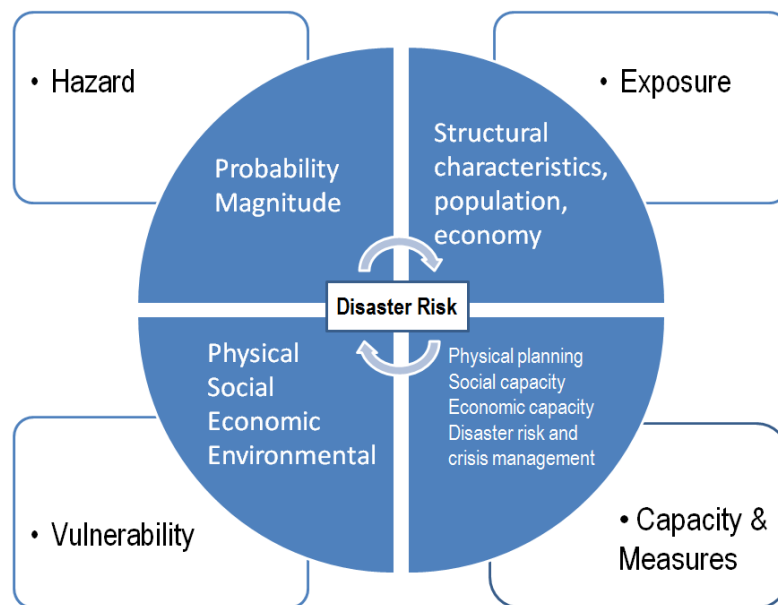 • Hazard
Probability
Magnitude
• Exposure
Structural
characteristics,
population,
economy
Disaster Risk
Physical
Social
Economic
Environmental
• Vulnerability
Physical planning
Social capacity
Economic capacity
Disaster risk and
crisis management
• Capacity &
Measures